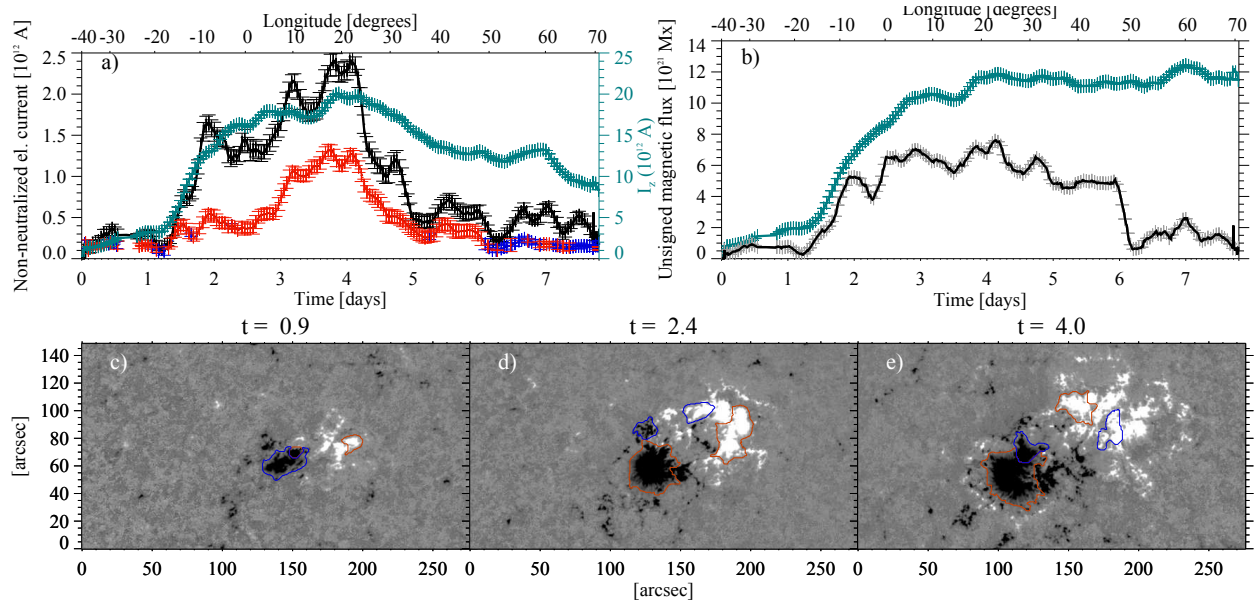 Longitude [degrees]
-40 -30 -20 -10 0 10 20 30 40 50 60 70
a)
Non-neutralized el. current [10¹² A]
2.5
2.0
1.5
1.0
0.5
0.0
25
20
15
10
5
0
I_z (10¹² A)
0 1 2 3 4 5 6 7
Time [days]
Longitude [degrees]
-40 -30 -20 -10 0 10 20 30 40 50 60 70
b)
Unsigned magnetic flux [10²¹ Mx]
14
12
10
8
6
4
2
0
0 1 2 3 4 5 6 7
Time [days]
t = 0.9
t = 2.4
t = 4.0
c)
d)
e)
[arcsec]
140
120
100
80
60
40
20
0
0 50 100 150 200 250
0 50 100 150 200 250
0 50 100 150 200 250
[arcsec]